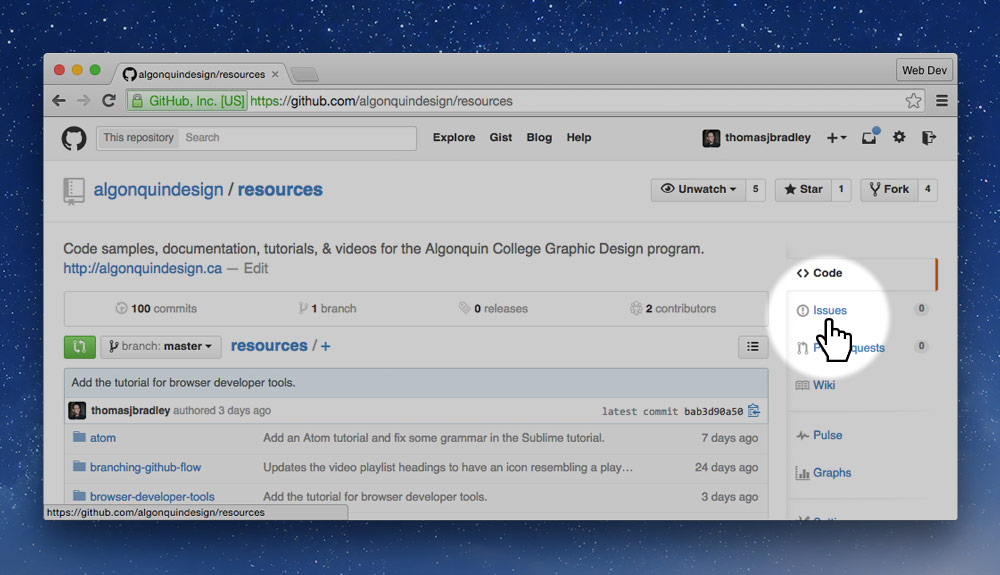 algonquindesign/resources
Web Dev
GitHub, Inc. [US] https://github.com/algonquindesign/resources
This repository Search Explore Gist Blog Help thomasjbradley
algonquindesign / resources Unwatch 5 Star 1 Fork 4
Code samples, documentation, tutorials, & videos for the Algonquin College Graphic Design program.
http://algonquindesign.ca — Edit
100 commits 1 branch 0 releases 2 contributors
branch: master resources / +
Add the tutorial for browser developer tools.
thomasjbradley authored 3 days ago latest commit bab3d90a50
atom Add an Atom tutorial and fix some grammar in the Sublime tutorial. 7 days ago
branching-github-flow Updates the video playlist headings to have an icon resembling a play… 24 days ago
browser-developer-tools Add the tutorial for browser developer tools. 3 days ago
Code
Issues 0
quests 0
Wiki
Pulse
Graphs
https://github.com/algonquindesign/resources